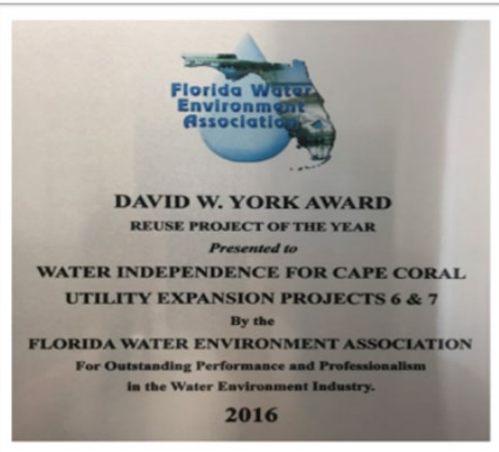 Florida Water
Environment
Association
DAVID W. YORK AWARD
REUSE PROJECT OF THE YEAR
Presented to
WATER INDEPENDENCE FOR CAPE CORAL
UTILITY EXPANSION PROJECTS 6 & 7
By the
FLORIDA WATER ENVIRONMENT ASSOCIATION
For Outstanding Performance and Professionalism
in the Water Environment Industry.
2016